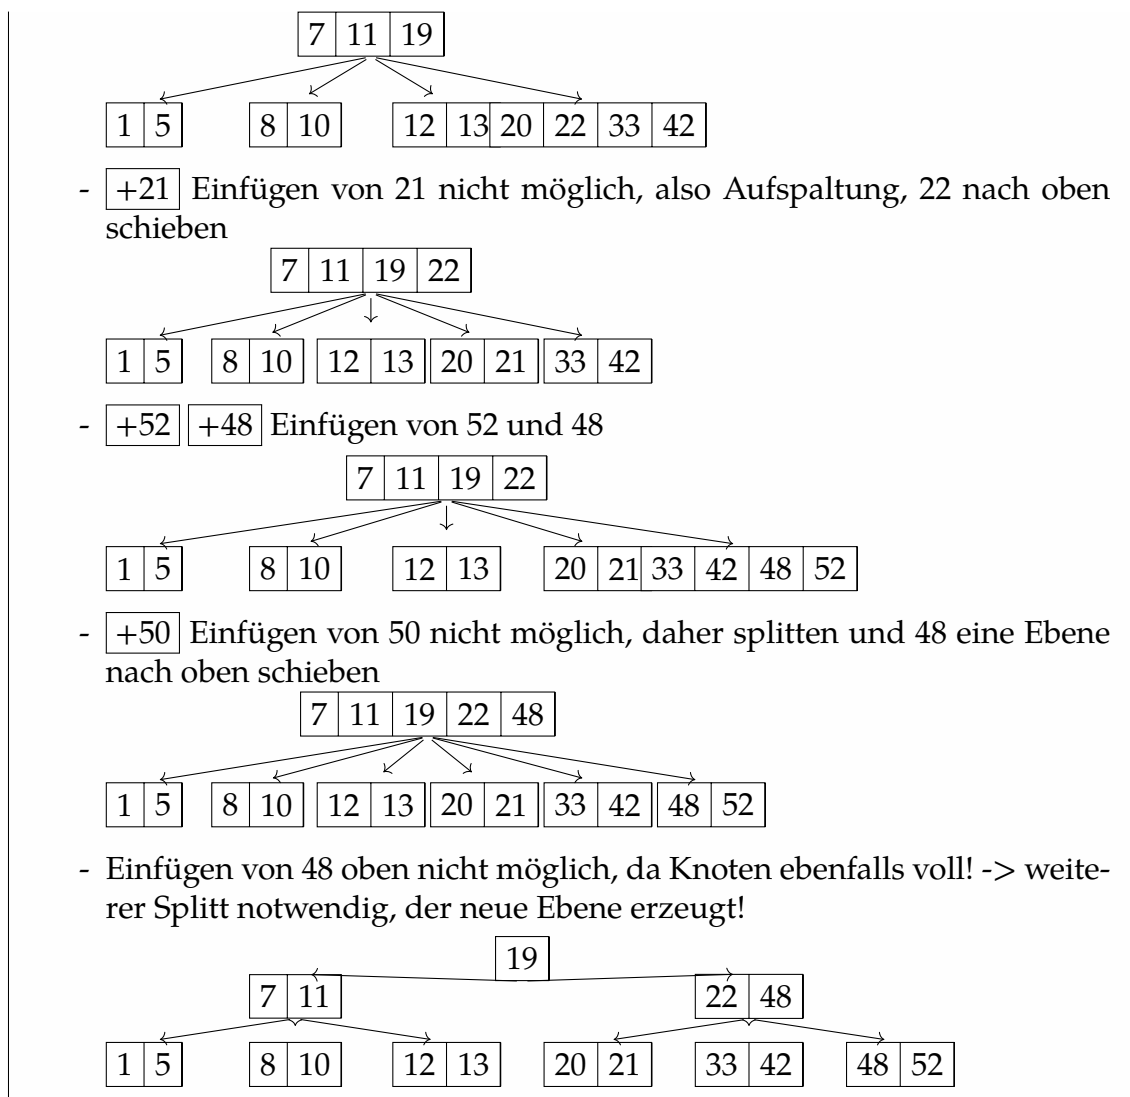 7 11 19
1 5 8 10 12 13 20 22 33 42
- +21 Einfügen von 21 nicht möglich, also Aufspaltung, 22 nach oben
schieben
7 11 19 22
1 5 8 10 12 13 20 21 33 42
- +52 +48 Einfügen von 52 und 48
7 11 19 22
1 5 8 10 12 13 20 21 33 42 48 52
- +50 Einfügen von 50 nicht möglich, daher splitten und 48 eine Ebene
nach oben schieben
7 11 19 22 48
1 5 8 10 12 13 20 21 33 42 48 52
- Einfügen von 48 oben nicht möglich, da Knoten ebenfalls voll! -> weite-
rer Splitt notwendig, der neue Ebene erzeugt!
19
7 11 22 48
1 5 8 10 12 13 20 21 33 42 48 52